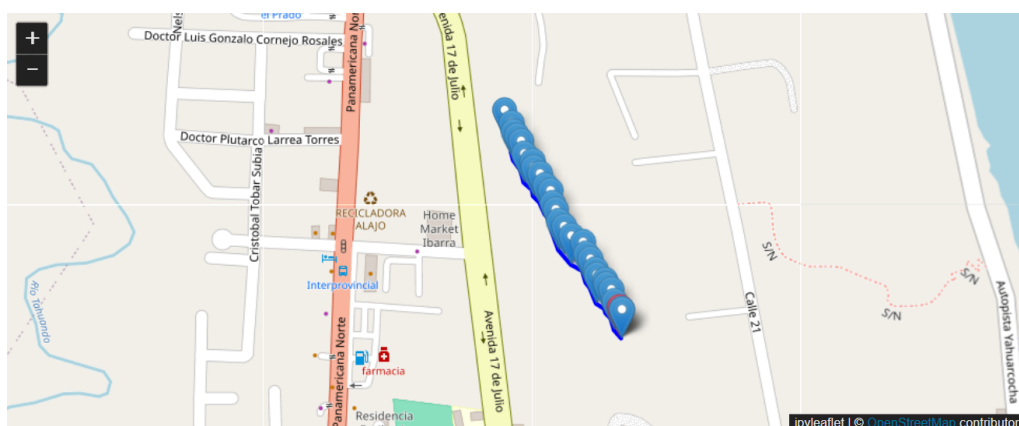 +
−
el Prado
Nels
Doctor Luis Gonzalo Cornejo Rosales
Panamericana No
Avenida 17 de Julio
Doctor Plutarco Larrea Torres
Cristobal Tobar Subia
RECICLADORA
ALAJO
Home
Market
Ibarra
Interprovincial
Río Tahuando
S/N
S/N
S/N
Calle 21
Autopista Yahuarcocha
Avenida 17 de Julio
Panamericana Norte
farmacia
Residencia
ipyleaflet | © OpenStreetMap contributor